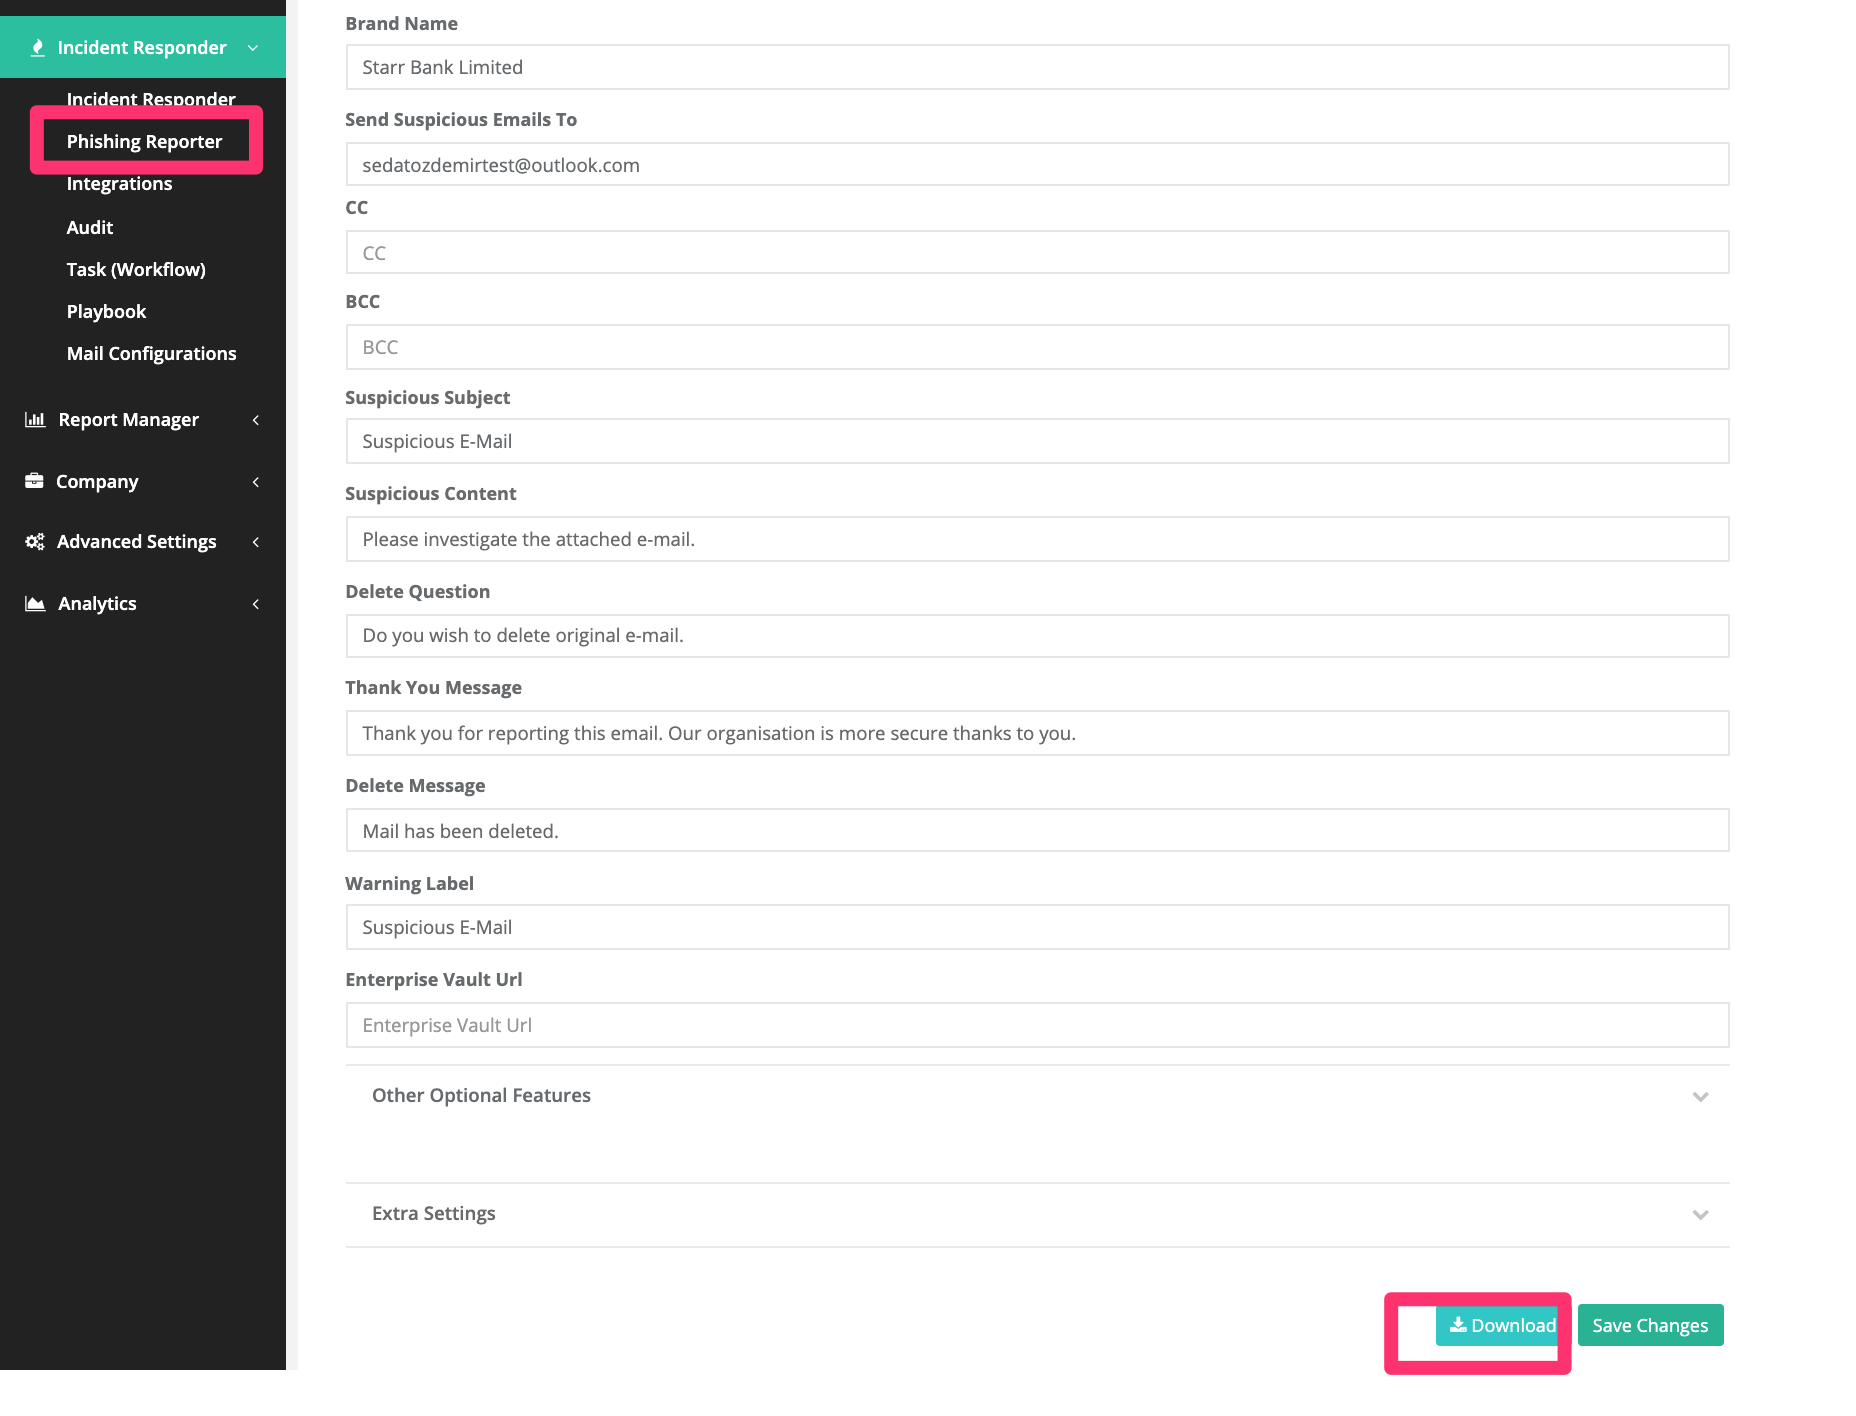 Incident Responder
Incident Responder
Phishing Reporter
Integrations
Audit
Task (Workflow)
Playbook
Mail Configurations
Report Manager
Company
Advanced Settings
Analytics
Brand Name
Starr Bank Limited
Send Suspicious Emails To
sedatozdemirtest@outlook.com
CC
CC
BCC
BCC
Suspicious Subject
Suspicious E-Mail
Suspicious Content
Please investigate the attached e-mail.
Delete Question
Do you wish to delete original e-mail.
Thank You Message
Thank you for reporting this email. Our organisation is more secure thanks to you.
Delete Message
Mail has been deleted.
Warning Label
Suspicious E-Mail
Enterprise Vault Url
Enterprise Vault Url
Other Optional Features
Extra Settings
Download
Save Changes